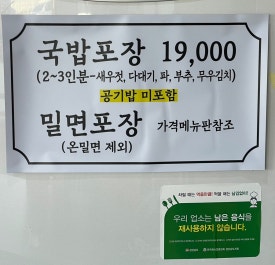 국밥포장 19,000
(2~3인분-새우젓, 다대기, 파, 부추, 무우김치)
공기밥 미포함
밀면포장 가격메뉴판참조
(온밀면 제외)
우리 업소는 남은 음식을
재사용하지 않습니다.